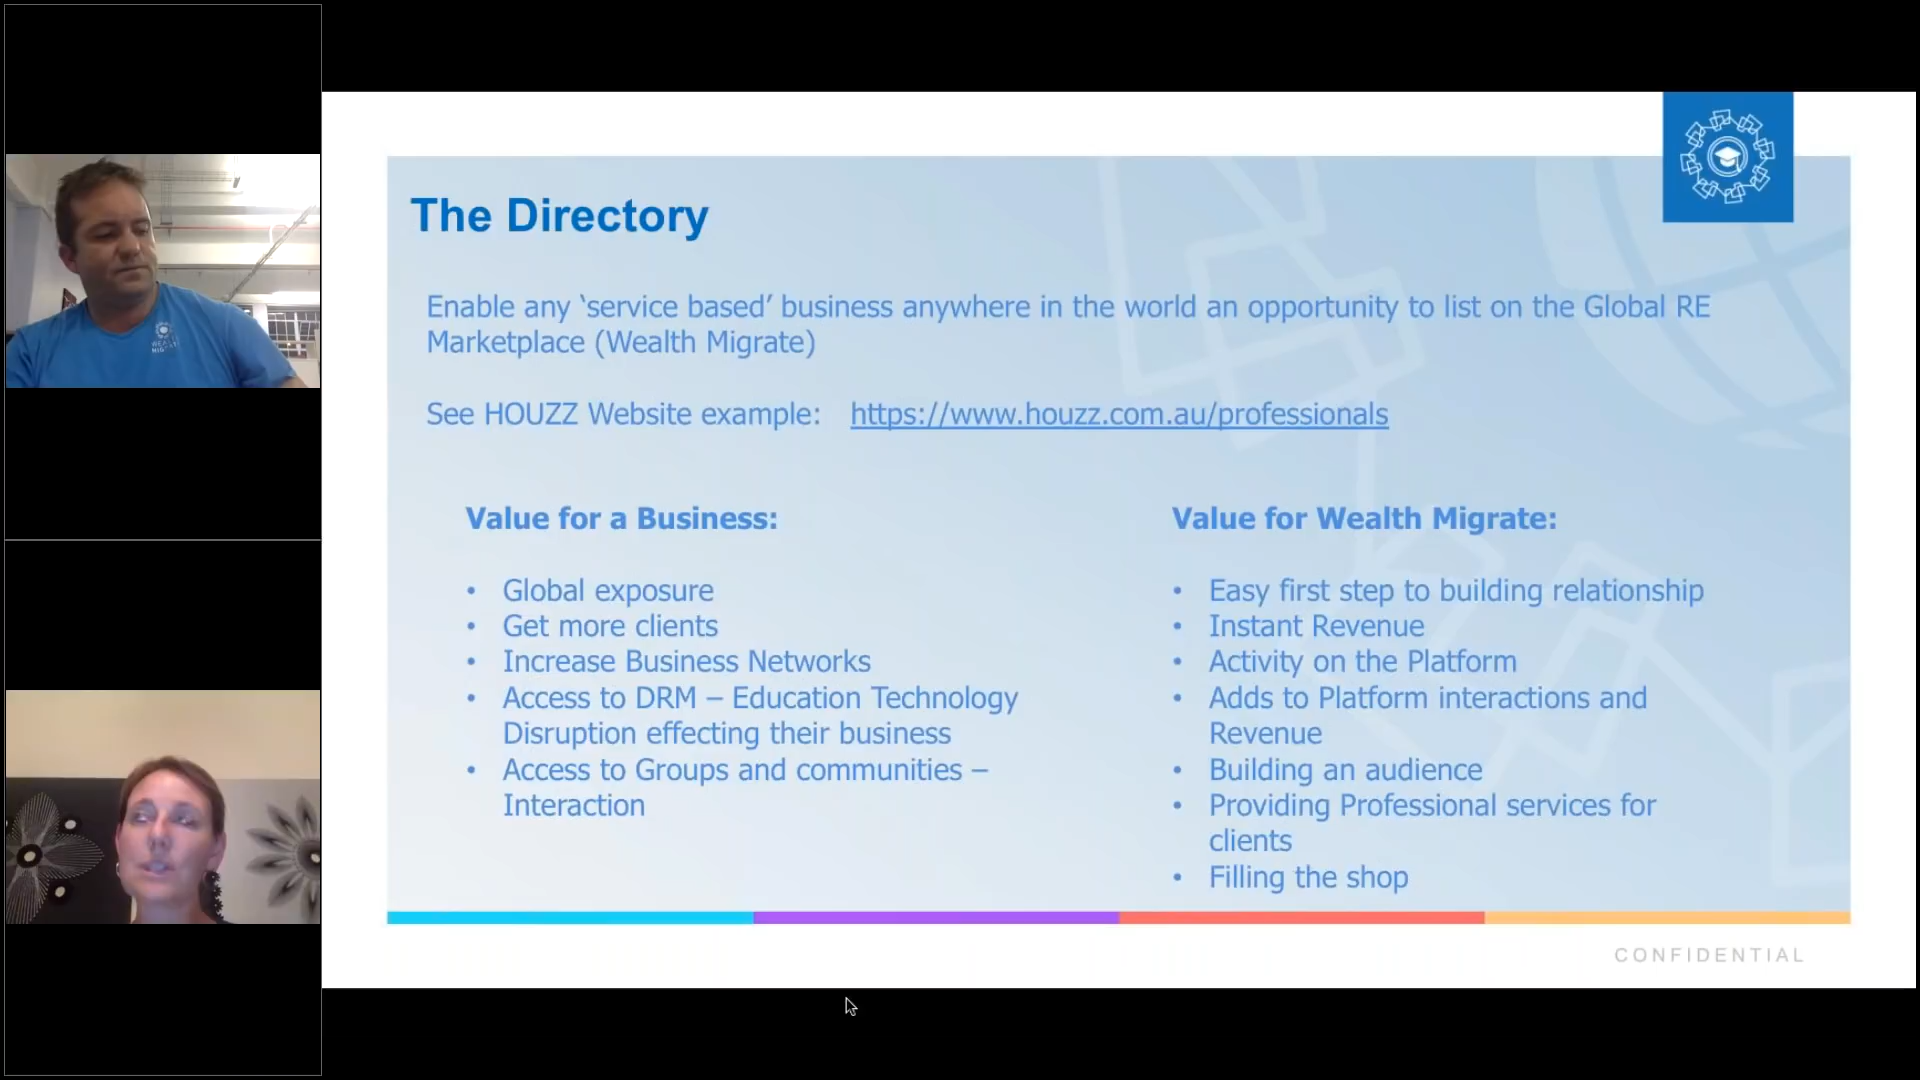 The Directory
Enable any ‘service based’ business anywhere in the world an opportunity to list on the Global RE
Marketplace (Wealth Migrate)
See HOUZZ Website example: https://www.houzz.com.au/professionals
Value for a Business:
• Global exposure
• Get more clients
• Increase Business Networks
• Access to DRM – Education Technology
Disruption effecting their business
• Access to Groups and communities –
Interaction
Value for Wealth Migrate:
• Easy first step to building relationship
• Instant Revenue
• Activity on the Platform
• Adds to Platform interactions and
Revenue
• Building an audience
• Providing Professional services for
clients
• Filling the shop
CONFIDENTIAL